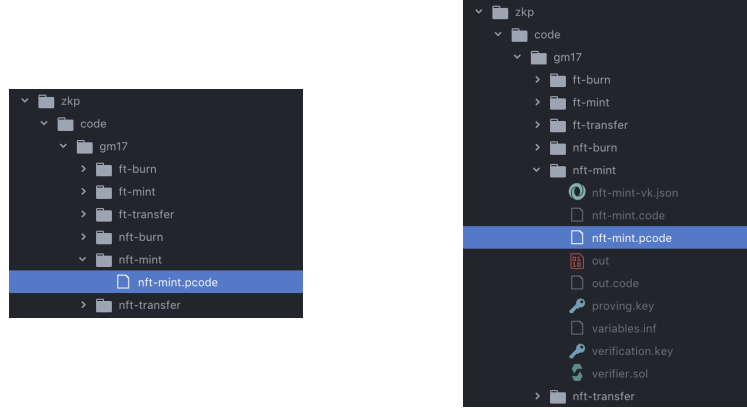 zkp
code
gm17
ft-burn
ft-mint
ft-transfer
nft-burn
nft-mint
nft-mint.pcode
nft-transfer
zkp
code
gm17
ft-burn
ft-mint
ft-transfer
nft-burn
nft-mint
nft-mint-vk.json
nft-mint.code
nft-mint.pcode
out
out.code
proving.key
variables.inf
verification.key
verifier.sol
nft-transfer